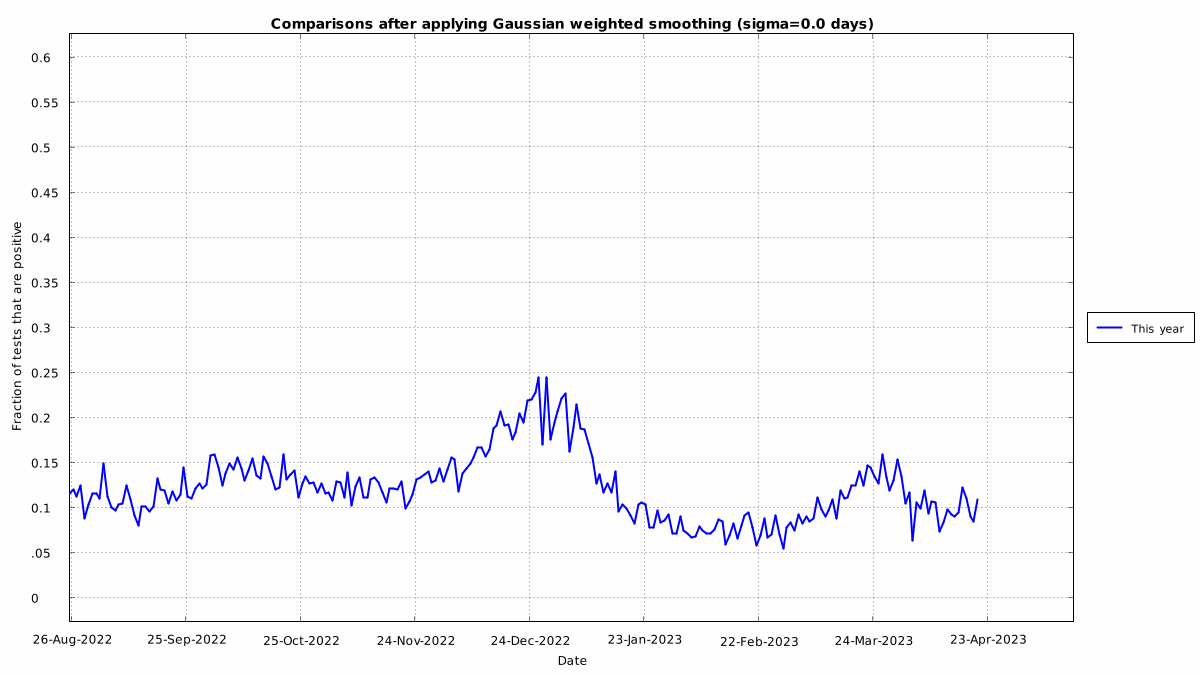 Comparisons after applying Gaussian weighted smoothing (sigma=0.0 days)
0.6
0.55
0.5
0.45
0.4
0.35
0.3
0.25
0.2
0.15
0.1
.05
0
Fraction of tests that are positive
26-Aug-2022 25-Sep-2022 25-Oct-2022 24-Nov-2022 24-Dec-2022 23-Jan-2023 22-Feb-2023 24-Mar-2023 23-Apr-2023
Date
This year